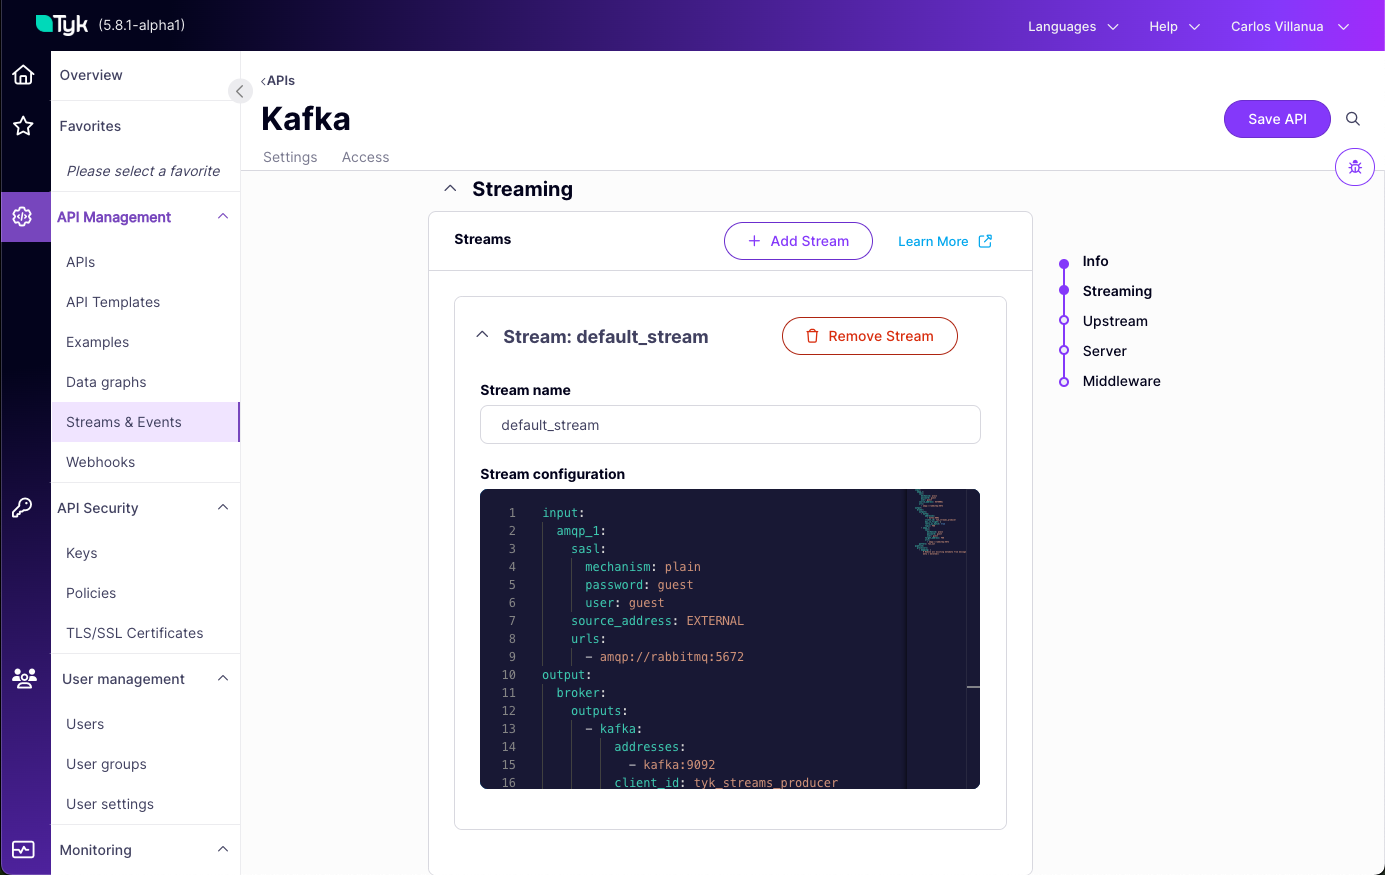 Tyk (5.8.1-alpha1)
Languages
Help
Carlos Villanua
Overview
Favorites
Please select a favorite
API Management
APIs
API Templates
Examples
Data graphs
Streams & Events
Webhooks
API Security
Keys
Policies
TLS/SSL Certificates
User management
Users
User groups
User settings
Monitoring
APIs
Kafka
Save API
Settings
Access
Streaming
Streams
Add Stream
Learn More
Stream: default_stream
Remove Stream
Stream name
default_stream
Stream configuration
1 input:
2 amqp_1:
3 sasl:
4 mechanism: plain
5 password: guest
6 user: guest
7 source_address: EXTERNAL
8 urls:
9 - amqp://rabbitmq:5672
10 output:
11 broker:
12 outputs:
13 - kafka:
14 addresses:
15 - kafka:9092
16 client_id: tyk_streams_producer
Info
Streaming
Upstream
Server
Middleware